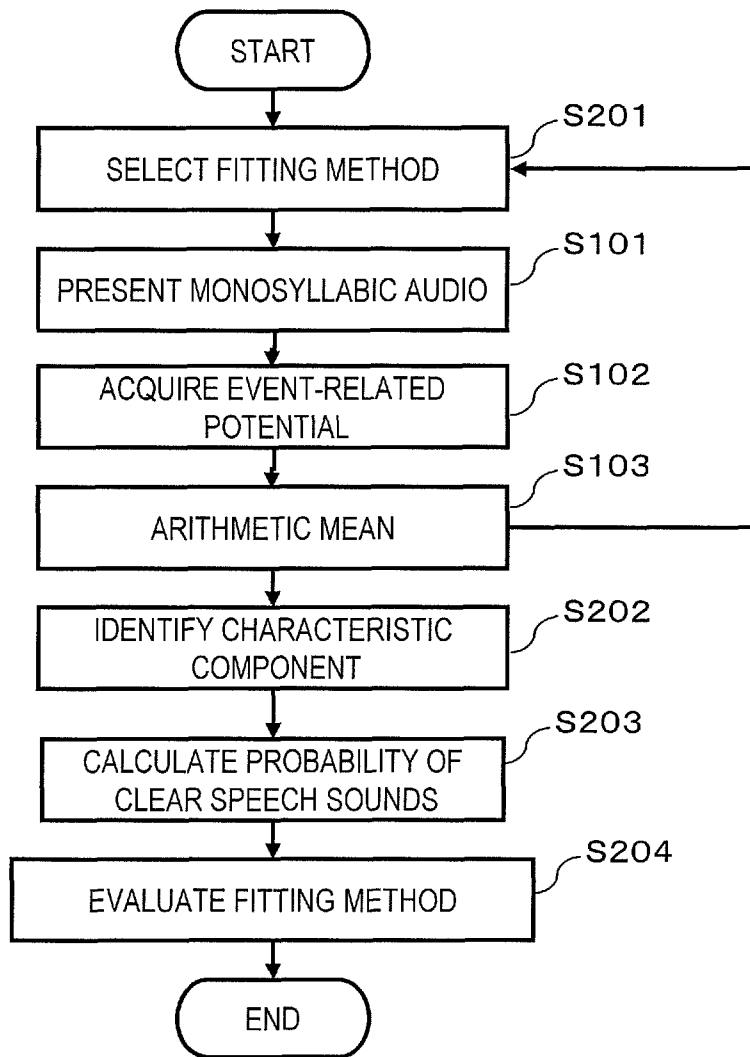 START
S201
SELECT FITTING METHOD
S101
PRESENT MONOSYLLABIC AUDIO
S102
ACQUIRE EVENT-RELATED
POTENTIAL
S103
ARITHMETIC MEAN
S202
IDENTIFY CHARACTERISTIC
COMPONENT
S203
CALCULATE PROBABILITY OF
CLEAR SPEECH SOUNDS
S204
EVALUATE FITTING METHOD
END